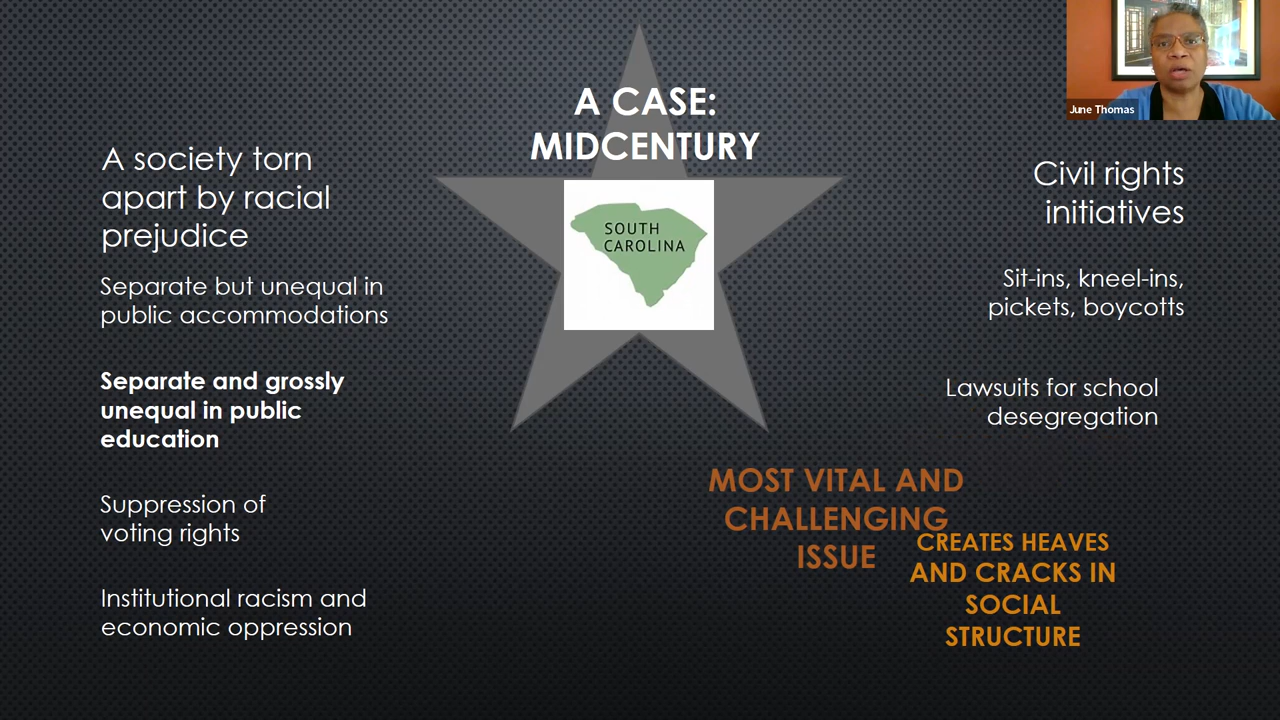 A CASE:
MIDCENTURY
SOUTH
CAROLINA
A society torn
apart by racial
prejudice
Separate but unequal in
public accommodations
Separate and grossly
unequal in public
education
Suppression of
voting rights
Institutional racism and
economic oppression
Civil rights
initiatives
Sit-ins, kneel-ins,
pickets, boycotts
Lawsuits for school
desegregation
MOST VITAL AND
CHALLENGING
ISSUE
CREATES HEAVES
AND CRACKS IN
SOCIAL
STRUCTURE
June Thomas